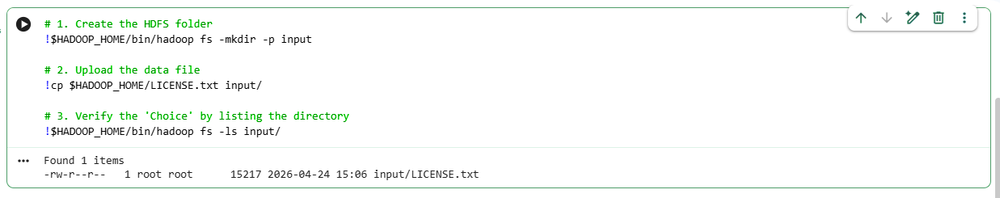 # 1. Create the HDFS folder
!$HADOOP_HOME/bin/hadoop fs -mkdir -p input
# 2. Upload the data file
!cp $HADOOP_HOME/LICENSE.txt input/
# 3. Verify the 'Choice' by listing the directory
!$HADOOP_HOME/bin/hadoop fs -ls input/
Found 1 items
-rw-r--r--   1 root root      15217 2026-04-24 15:06 input/LICENSE.txt